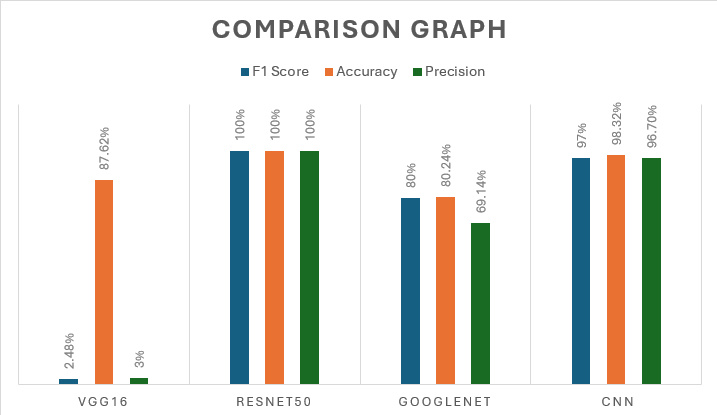 COMPARISON GRAPH
F1 Score Accuracy Precision
2.48% 87.62% 3% 100% 100% 100% 80% 80.24% 69.14% 97% 98.32% 96.70%
VGG16 RESNET50 GOOGLENET CNN